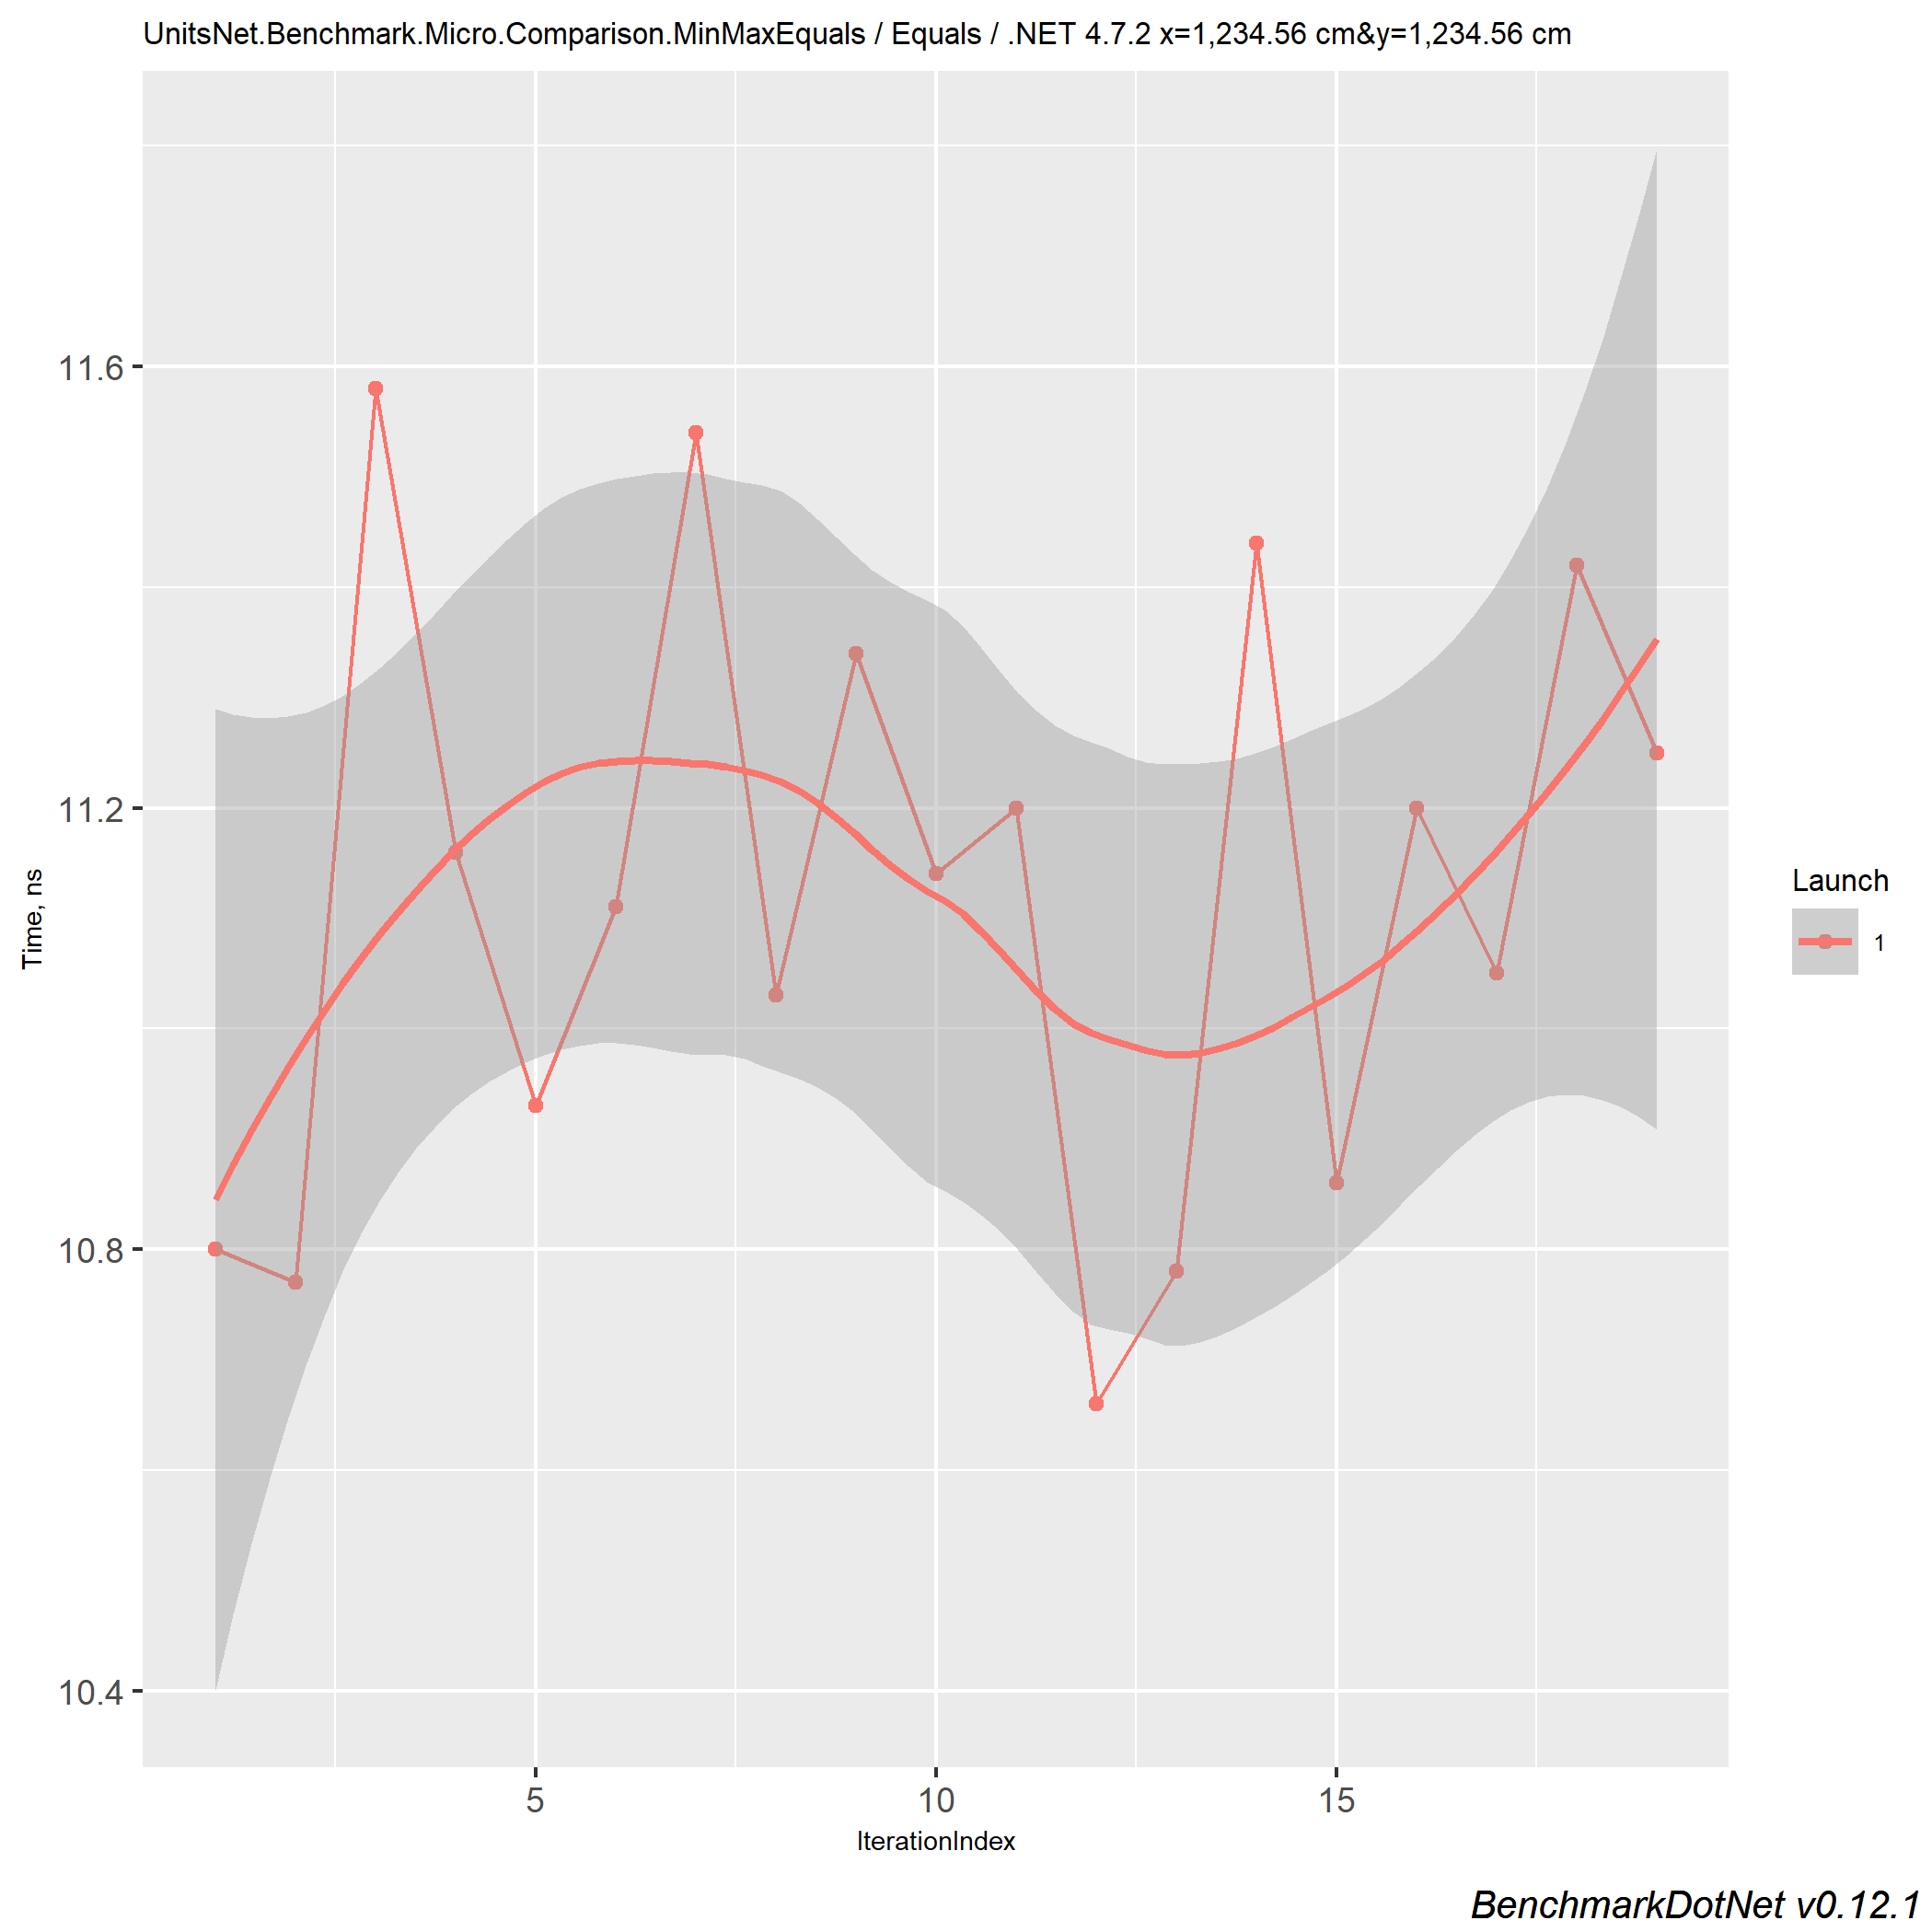 UnitsNet.Benchmark.Micro.Comparison.MinMaxEquals / Equals / .NET 4.7.2 x=1,234.56 cm&y=1,234.56 cm
11.6
11.2
10.8
10.4
Time, ns
5 10 15
IterationIndex
Launch
1
BenchmarkDotNet v0.12.1